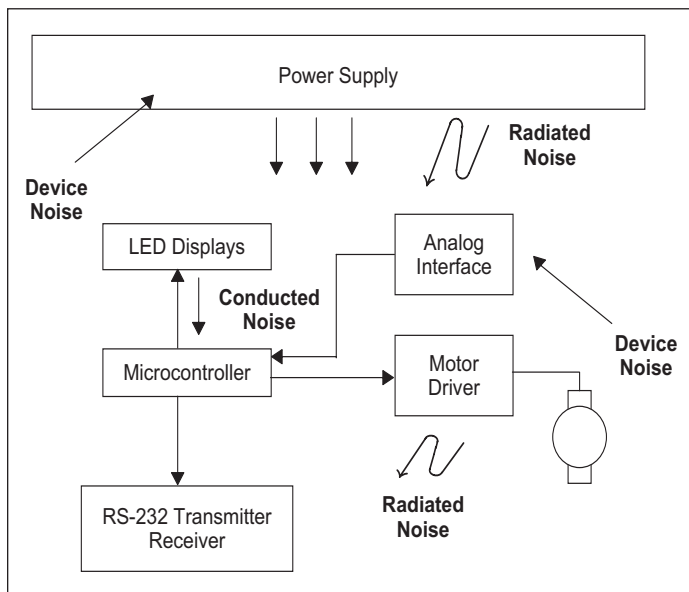 Power Supply
Radiated
Noise
Device
Noise
LED Displays
Analog
Interface
Conducted
Noise
Device
Noise
Microcontroller
Motor
Driver
Radiated
Noise
RS-232 Transmitter
Receiver